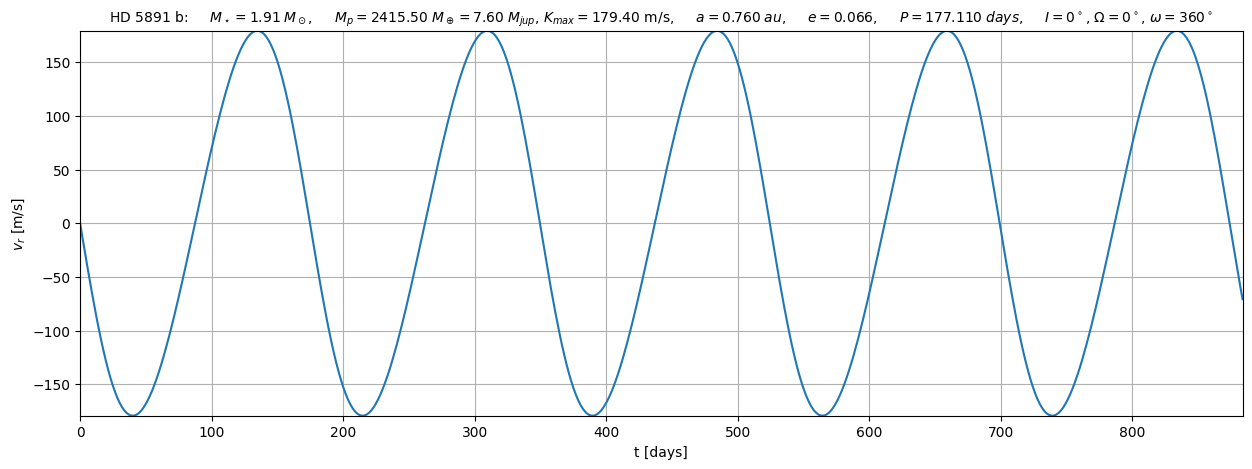 HD 5891 b: M⋆ = 1.91 M⊙, Mp = 2415.50 M⊕ = 7.60 Mjup, Kmax = 179.40 m/s, a = 0.760 au, e = 0.066, P = 177.110 days, I = 0°, Ω = 0°, ω = 360°
150
100
50
0
−50
−100
−150
vr [m/s]
0 100 200 300 400 500 600 700 800
t [days]